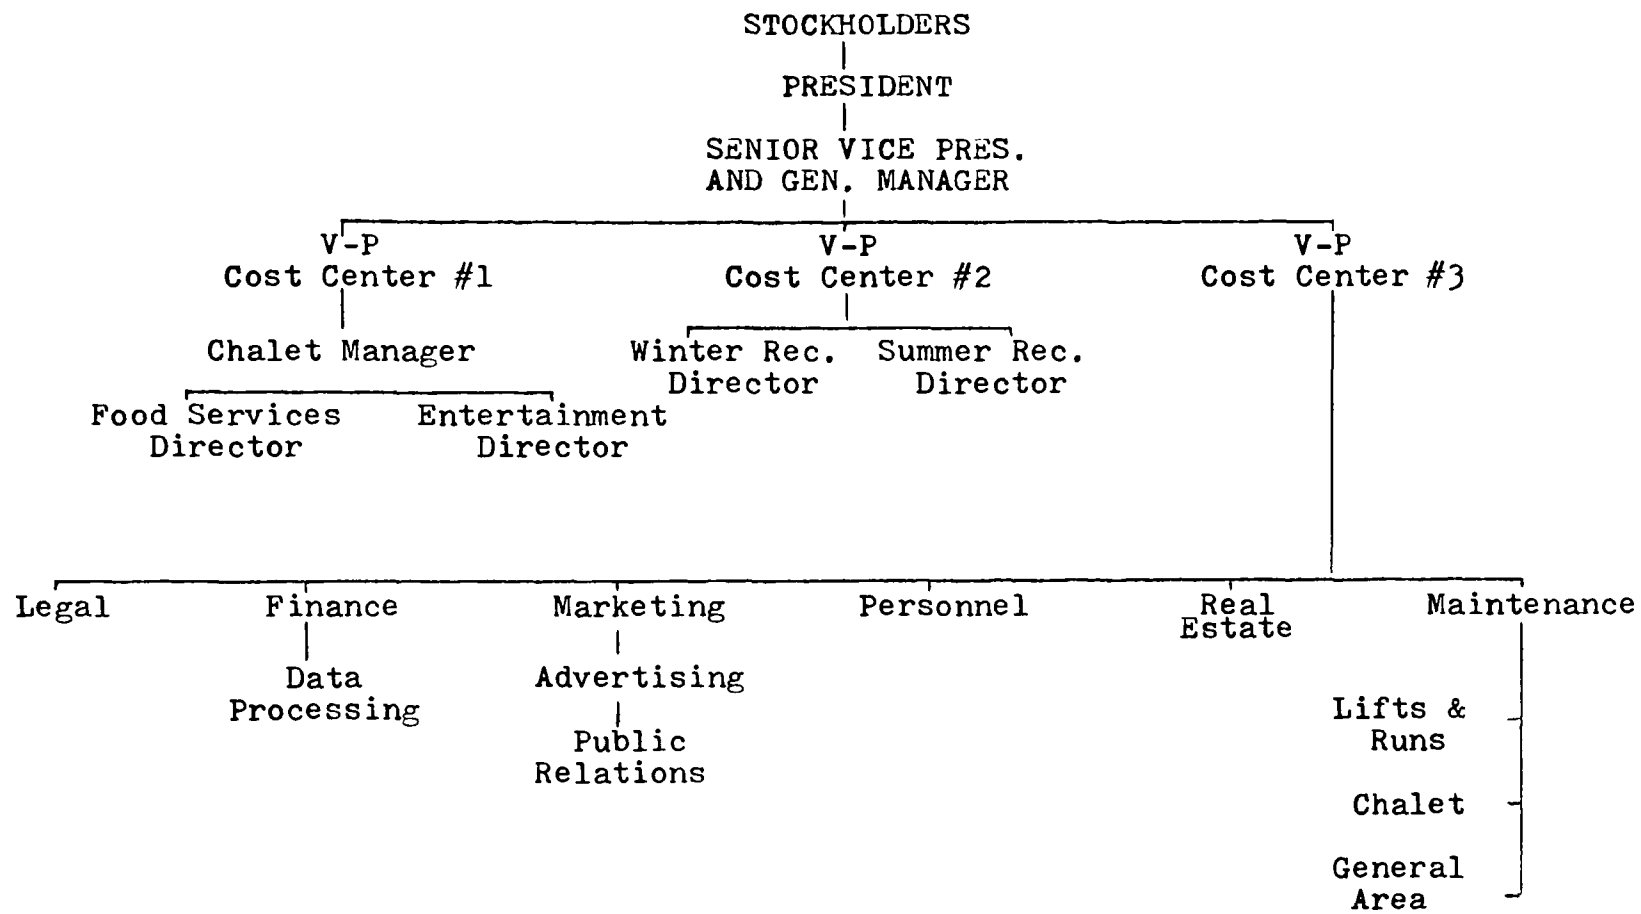 STOCKHOLDERS
PRESIDENT
SENIOR VICE PRES.
AND GEN. MANAGER
V-P
Cost Center #1
V-P
Cost Center #2
V-P
Cost Center #3
Chalet Manager
Winter Rec.
Director
Summer Rec.
Director
Food Services
Director
Entertainment
Director
Legal
Finance
Marketing
Personnel
Real
Estate
Maintenance
Data
Processing
Advertising
Public
Relations
Lifts &
Runs
Chalet
General
Area